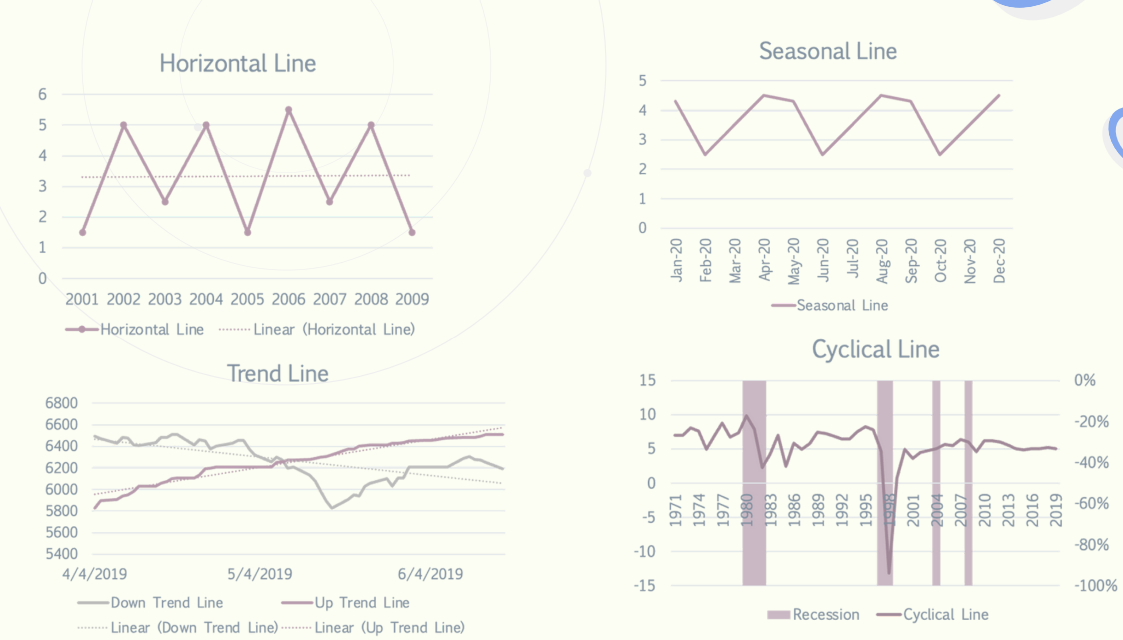 Horizontal Line
6
5
4
3
2
1
0
2001 2002 2003 2004 2005 2006 2007 2008 2009
Horizontal Line Linear (Horizontal Line)
Seasonal Line
5
4
3
2
1
0
Jan-20 Feb-20 Mar-20 Apr-20 May-20 Jun-20 Jul-20 Aug-20 Sep-20 Oct-20 Nov-20 Dec-20
Seasonal Line
Trend Line
6800
6600
6400
6200
6000
5800
5600
5400
4/4/2019 5/4/2019 6/4/2019
Down Trend Line Up Trend Line
Linear (Down Trend Line) Linear (Up Trend Line)
Cyclical Line
15 0%
10 -20%
5 -40%
0
-5 -60%
-10 -80%
-15 -100%
1971 1974 1977 1980 1983 1986 1989 1992 1995 1998 2001 2004 2007 2010 2013 2016 2019
Recession Cyclical Line